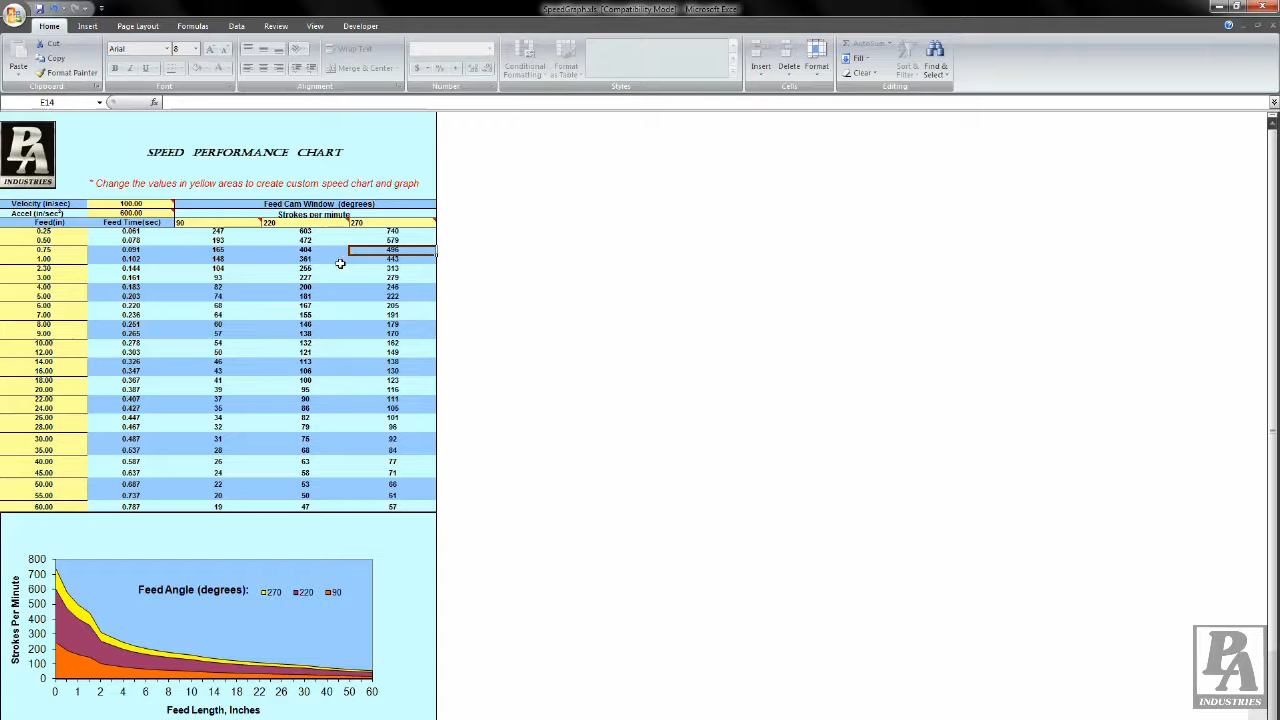 SpeedGraph.xls [Compatibility Mode] - Microsoft Excel
Home Insert Page Layout Formulas Data Review View Developer
Cut
Copy
Format Painter
Paste
Arial 8
B I U
Wrap Text
Merge & Center
$ % ,
Conditional Formatting
Format as Table
Insert Delete Format
AutoSum
Fill
Clear
Sort & Filter
Find & Select
Clipboard Font Alignment Number Styles Cells Editing
E14 fx
PA
INDUSTRIES
SPEED PERFORMANCE CHART
* Change the values in yellow areas to create custom speed chart and graph
Velocity (in/sec) 100.00 Feed Cam Window (degrees)
Accel (in/sec²) 600.00 Strokes per minute
Feed(in) Feed Time(sec) 90 220 270
0.25 0.061 247 603 740
0.50 0.078 193 472 579
0.75 0.091 165 404 496
1.00 0.102 148 361 443
2.30 0.144 104 255 313
3.00 0.161 93 227 279
4.00 0.183 82 200 246
5.00 0.203 74 181 222
6.00 0.220 68 167 205
7.00 0.236 64 155 191
8.00 0.251 60 146 179
9.00 0.265 57 138 170
10.00 0.278 54 132 162
12.00 0.303 50 121 149
14.00 0.326 46 113 138
16.00 0.347 43 106 130
18.00 0.367 41 100 123
20.00 0.387 39 95 116
22.00 0.407 37 90 111
24.00 0.427 35 86 105
26.00 0.447 34 82 101
28.00 0.467 32 79 96
30.00 0.487 31 75 92
35.00 0.537 28 68 84
40.00 0.587 26 63 77
45.00 0.637 24 58 71
50.00 0.687 22 53 66
55.00 0.737 20 50 61
60.00 0.787 19 47 57
Strokes Per Minute
800
700
600
500
400
300
200
100
0
Feed Angle (degrees): 270 220 90
0 1 2 4 6 8 10 14 18 22 26 30 40 50 60
Feed Length, Inches
PA
INDUSTRIES